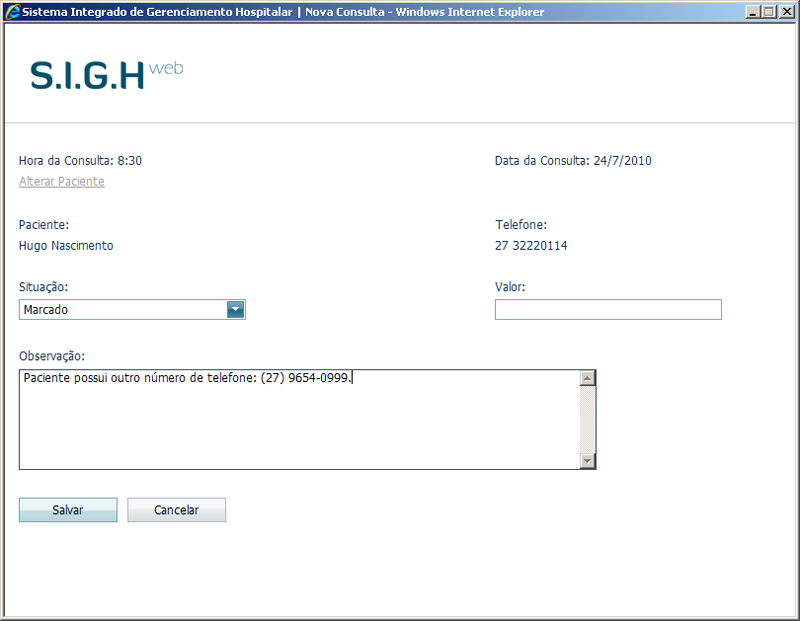 Sistema Integrado de Gerenciamento Hospitalar | Nova Consulta - Windows Internet Explorer
S.I.G.H web
Hora da Consulta: 8:30
Data da Consulta: 24/7/2010
Alterar Paciente
Paciente:
Telefone:
Hugo Nascimento
27 32220114
Situação:
Valor:
Marcado
Observação:
Paciente possui outro número de telefone: (27) 9654-0999.
Salvar
Cancelar